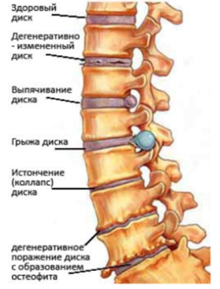 Здоровый
диск
Дегенеративно
- измененный
диск
Выпячивание
диска
Грыжа диска
Истончение
(коллапс)
диска
дегенеративное
поражение диска
с образованием
остеофита